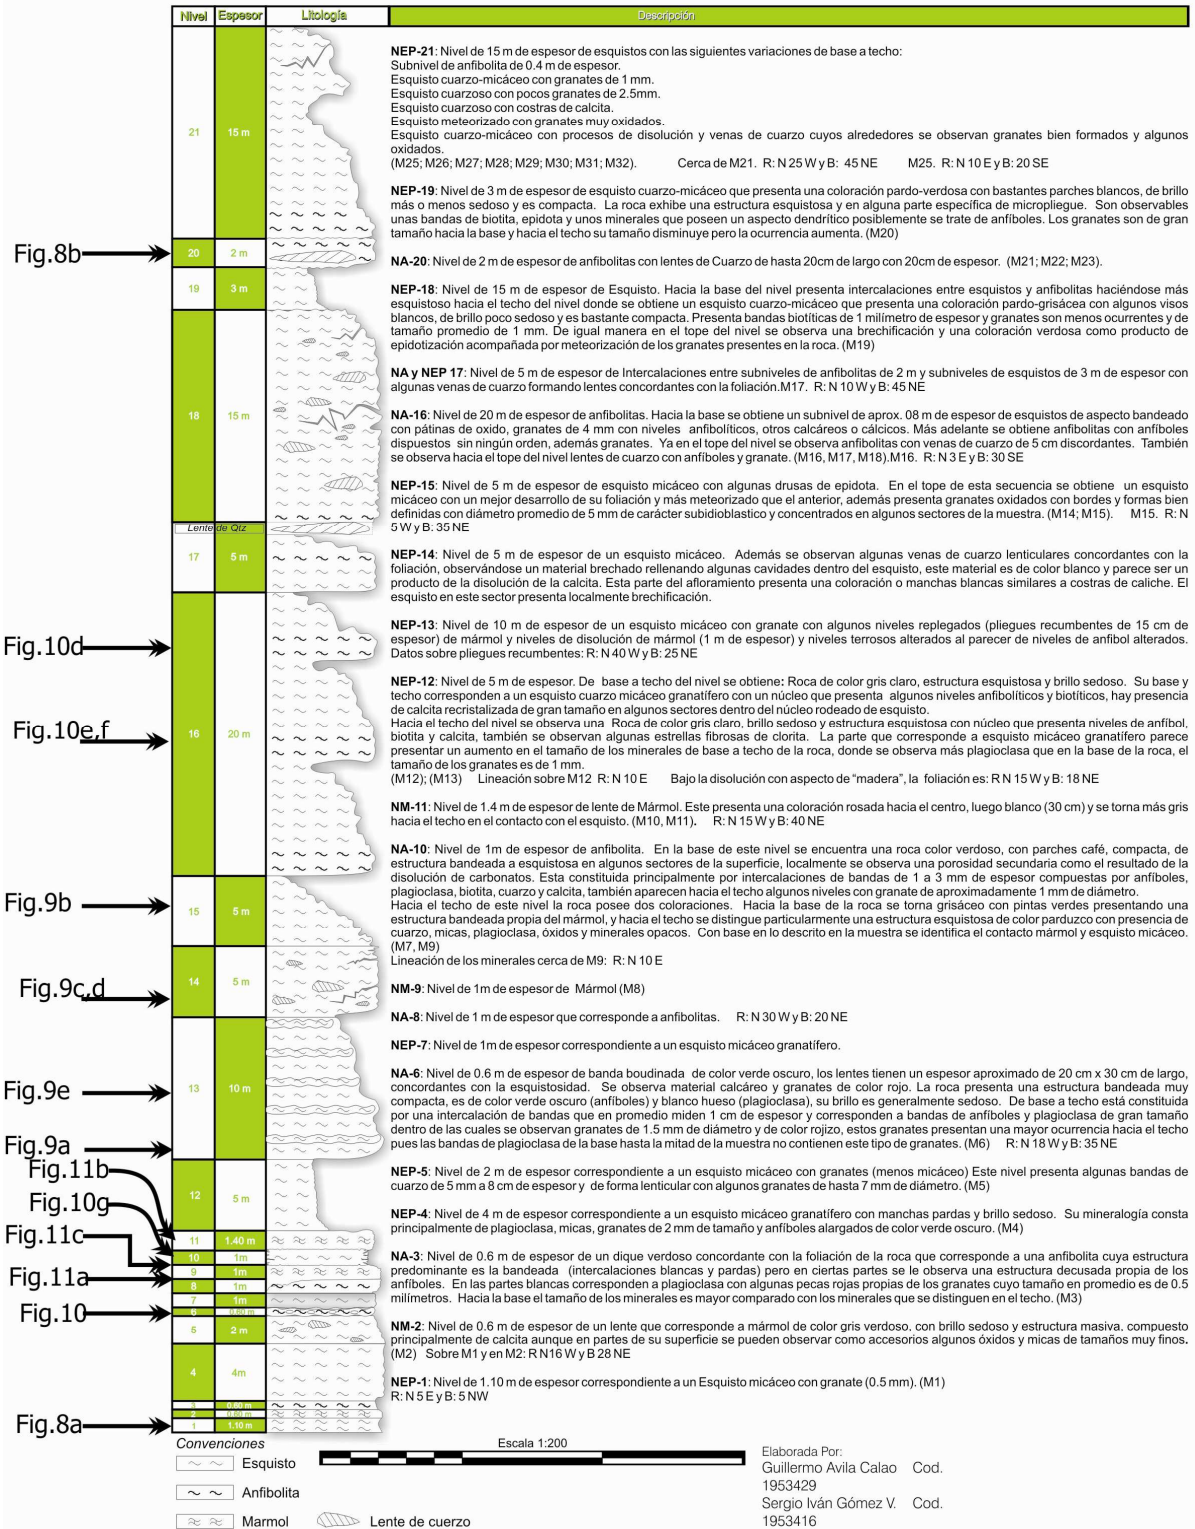 Nivel Espesor Litología Descripción
NEP-21: Nivel de 15 m de espesor de esquistos con las siguientes variaciones de base a techo:
Subnivel de anfibolita de 0.4 m de espesor.
Esquisto cuarzo-micáceo con granates de 1 mm.
Esquisto cuarzoso con pocos granates de 2.5mm.
Esquisto cuarzoso con costras de calcita.
Esquisto meteorizado con granates muy oxidados.
Esquisto cuarzo-micáceo con procesos de disolución y venas de cuarzo cuyos alrededores se observan granates bien formados y algunos
oxidados.
(M25; M26; M27; M28; M29; M30; M31; M32). Cerca de M21. R: N 25 W y B: 45 NE M25. R: N 10 E y B: 20 SE
21 15 m
NEP-19: Nivel de 3 m de espesor de esquisto cuarzo-micáceo que presenta una coloración pardo-verdosa con bastantes parches blancos, de brillo
más o menos sedoso y es compacta. La roca exhibe una estructura esquistosa y en alguna parte específica de micropliegue. Son observables
unas bandas de biotita, epidota y unos minerales que poseen un aspecto dendrítico posiblemente se trate de anfíboles. Los granates son de gran
tamaño hacia la base y hacia el techo su tamaño disminuye pero la ocurrencia aumenta. (M20)
Fig.8b
20 2 m
NA-20: Nivel de 2 m de espesor de anfibolitas con lentes de Cuarzo de hasta 20cm de largo con 20cm de espesor. (M21; M22; M23).
19 3 m
NEP-18: Nivel de 15 m de espesor de Esquisto. Hacia la base del nivel presenta intercalaciones entre esquistos y anfibolitas haciéndose más
esquistoso hacia el techo del nivel donde se obtiene un esquisto cuarzo-micáceo que presenta una coloración pardo-grisácea con algunos visos
blancos, de brillo poco sedoso y es bastante compacta. Presenta bandas biotíticas de 1 milímetro de espesor y granates son menos ocurrentes y de
tamaño promedio de 1 mm. De igual manera en el tope del nivel se observa una brechificación y una coloración verdosa como producto de
epidotización acompañada por meteorización de los granates presentes en la roca. (M19)
NA y NEP 17: Nivel de 5 m de espesor de Intercalaciones entre subniveles de anfibolitas de 2 m y subniveles de esquistos de 3 m de espesor con
algunas venas de cuarzo formando lentes concordantes con la foliación.M17. R: N 10 W y B: 45 NE
18 15 m
NA-16: Nivel de 20 m de espesor de anfibolitas. Hacia la base se obtiene un subnivel de aprox. 08 m de espesor de esquistos de aspecto bandeado
con pátinas de oxido, granates de 4 mm con niveles anfibolíticos, otros calcáreos o cálcicos. Más adelante se obtiene anfibolitas con anfíboles
dispuestos sin ningún orden, además granates. Ya en el tope del nivel se observa anfibolitas con venas de cuarzo de 5 cm discordantes. También
se observa hacia el tope del nivel lentes de cuarzo con anfíboles y granate. (M16, M17, M18).M16. R: N 3 E y B: 30 SE
NEP-15: Nivel de 5 m de espesor de esquisto micáceo con algunas drusas de epidota. En el tope de esta secuencia se obtiene un esquisto
micáceo con un mejor desarrollo de su foliación y más meteorizado que el anterior, además presenta granates oxidados con bordes y formas bien
definidas con diámetro promedio de 5 mm de carácter subidioblastico y concentrados en algunos sectores de la muestra. (M14; M15). M15. R: N
5 W y B: 35 NE
Lente de Qtz
17 5 m
NEP-14: Nivel de 5 m de espesor de un esquisto micáceo. Además se observan algunas venas de cuarzo lenticulares concordantes con la
foliación, observándose un material brechado rellenando algunas cavidades dentro del esquisto, este material es de color blanco y parece ser un
producto de la disolución de la calcita. Esta parte del afloramiento presenta una coloración o manchas blancas similares a costras de caliche. El
esquisto en este sector presenta localmente brechificación.
Fig.10d
NEP-13: Nivel de 10 m de espesor de un esquisto micáceo con granate con algunos niveles replegados (pliegues recumbentes de 15 cm de
espesor) de mármol y niveles de disolución de mármol (1 m de espesor) y niveles terrosos alterados al parecer de niveles de anfibol alterados.
Datos sobre pliegues recumbentes: R: N 40 W y B: 25 NE
Fig.10e,f
16 20 m
NEP-12: Nivel de 5 m de espesor. De base a techo del nivel se obtiene: Roca de color gris claro, estructura esquistosa y brillo sedoso. Su base y
techo corresponden a un esquisto cuarzo micáceo granatífero con un núcleo que presenta algunos niveles anfibolíticos y biotíticos, hay presencia
de calcita recristalizada de gran tamaño en algunos sectores dentro del núcleo rodeado de esquisto.
Hacia el techo del nivel se observa una Roca de color gris claro, brillo sedoso y estructura esquistosa con núcleo que presenta niveles de anfíbol,
biotita y calcita, también se observan algunas estrellas fibrosas de clorita. La parte que corresponde a esquisto micáceo granatífero parece
presentar un aumento en el tamaño de los minerales de base a techo de la roca, donde se observa más plagioclasa que en la base de la roca, el
tamaño de los granates es de 1 mm.
(M12); (M13) Lineación sobre M12 R: N 10 E Bajo la disolución con aspecto de “madera”, la foliación es: R N 15 W y B: 18 NE
NM-11: Nivel de 1.4 m de espesor de lente de Mármol. Este presenta una coloración rosada hacia el centro, luego blanco (30 cm) y se torna más gris
hacia el techo en el contacto con el esquisto. (M10, M11). R: N 15 W y B: 40 NE
Fig.9b
15 5 m
NA-10: Nivel de 1m de espesor de anfibolita. En la base de este nivel se encuentra una roca color verdoso, con parches café, compacta, de
estructura bandeada a esquistosa en algunos sectores de la superficie, localmente se observa una porosidad secundaria como el resultado de la
disolución de carbonatos. Esta constituida principalmente por intercalaciones de bandas de 1 a 3 mm de espesor compuestas por anfíboles,
plagioclasa, biotita, cuarzo y calcita, también aparecen hacia el techo algunos niveles con granate de aproximadamente 1 mm de diámetro.
Hacia el techo de este nivel la roca posee dos coloraciones. Hacia la base de la roca se torna grisáceo con pintas verdes presentando una
estructura bandeada propia del mármol, y hacia el techo se distingue particularmente una estructura esquistosa de color parduzco con presencia de
cuarzo, micas, plagioclasa, óxidos y minerales opacos. Con base en lo descrito en la muestra se identifica el contacto mármol y esquisto micáceo.
(M7, M9)
Lineación de los minerales cerca de M9: R: N 10 E
Fig.9c,d
14 5 m
NM-9: Nivel de 1m de espesor de Mármol (M8)
NA-8: Nivel de 1 m de espesor que corresponde a anfibolitas. R: N 30 W y B: 20 NE
NEP-7: Nivel de 1m de espesor correspondiente a un esquisto micáceo granatífero.
Fig.9e
13 10 m
NA-6: Nivel de 0.6 m de espesor de banda boudinada de color verde oscuro, los lentes tienen un espesor aproximado de 20 cm x 30 cm de largo,
concordantes con la esquistosidad. Se observa material calcáreo y granates de color rojo. La roca presenta una estructura bandeada muy
compacta, es de color verde oscuro (anfíboles) y blanco hueso (plagioclasa), su brillo es generalmente sedoso. De base a techo está constituida
por una intercalación de bandas que en promedio miden 1 cm de espesor y corresponden a bandas de anfíboles y plagioclasa de gran tamaño
dentro de las cuales se observan granates de 1.5 mm de diámetro y de color rojizo, estos granates presentan una mayor ocurrencia hacia el techo
pues las bandas de plagioclasa de la base hasta la mitad de la muestra no contienen este tipo de granates. (M6) R: N 18 W y B: 35 NE
Fig.9a
Fig.11b
12 5 m
NEP-5: Nivel de 2 m de espesor correspondiente a un esquisto micáceo con granates (menos micáceo) Este nivel presenta algunas bandas de
cuarzo de 5 mm a 8 cm de espesor y de forma lenticular con algunos granates de hasta 7 mm de diámetro. (M5)
Fig.10g
NEP-4: Nivel de 4 m de espesor correspondiente a un esquisto micáceo granatífero con manchas pardas y brillo sedoso. Su mineralogía consta
principalmente de plagioclasa, micas, granates de 2 mm de tamaño y anfíboles alargados de color verde oscuro. (M4)
Fig.11c
11 1.40 m
10 1m
9 1m
Fig.11a
8 1m
7 1m
NA-3: Nivel de 0.6 m de espesor de un dique verdoso concordante con la foliación de la roca que corresponde a una anfibolita cuya estructura
predominante es la bandeada (intercalaciones blancas y pardas) pero en ciertas partes se lo observa una estructura decusada propia de los
anfíboles. En las partes blancas corresponden a plagioclasa con algunas pecas rojas propias de los granates cuyo tamaño en promedio es de 0.5
milímetros. Hacia la base el tamaño de los minerales es mayor comparado con los minerales que se distinguen en el techo. (M3)
Fig.10
6 0.60 m
5 2 m
NM-2: Nivel de 0.6 m de espesor de un lente que corresponde a mármol de color gris verdoso, con brillo sedoso y estructura masiva, compuesto
principalmente de calcita aunque en partes de su superficie se pueden observar como accesorios algunos óxidos y micas de tamaños muy finos.
(M2) Sobre M1 y en M2: R N16 W y B 28 NE
4 4m
NEP-1: Nivel de 1.10 m de espesor correspondiente a un Esquisto micáceo con granate (0.5 mm). (M1)
R: N 5 E y B: 5 NW
3 0.60 m
2 0.60 m
Fig.8a
1 1.10 m
Convenciones
Escala 1:200
Esquisto
Anfibolita
Marmol
Lente de cuerzo
Elaborada Por:
Guillermo Avila Calao Cod.
1953429
Sergio Iván Gómez V. Cod.
1953416